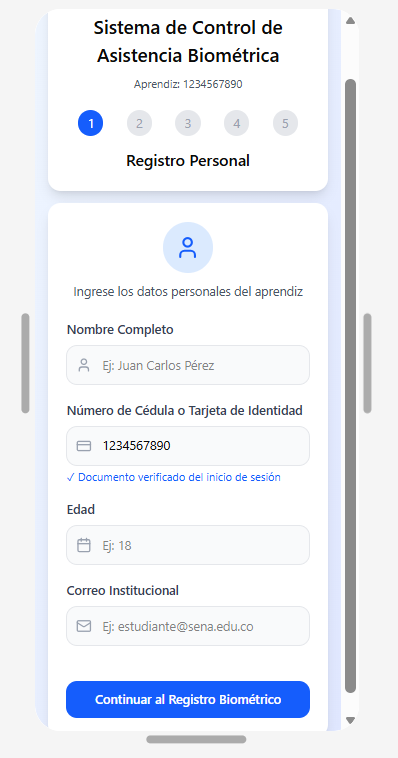 Sistema de Control de
Asistencia Biométrica
Aprendiz: 1234567890
1 2 3 4 5
Registro Personal
Ingrese los datos personales del aprendiz
Nombre Completo
Ej: Juan Carlos Pérez
Número de Cédula o Tarjeta de Identidad
1234567890
✓ Documento verificado del inicio de sesión
Edad
Ej: 18
Correo Institucional
Ej: estudiante@sena.edu.co
Continuar al Registro Biométrico